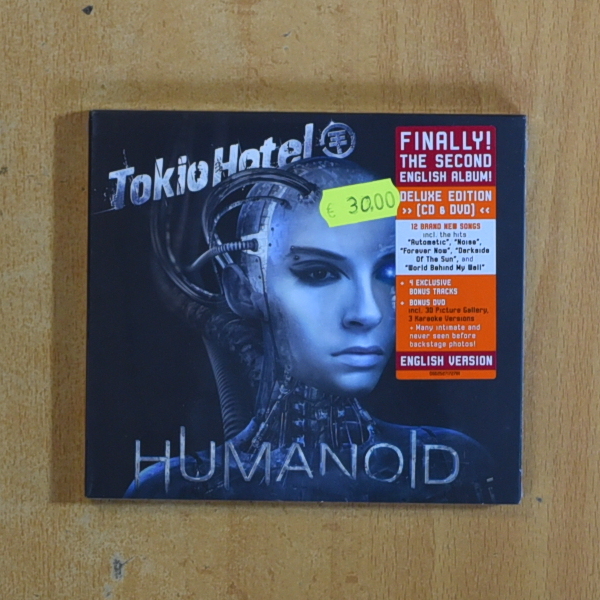 Tokio Hotel
€ 30,00
FINALLY!
THE SECOND
ENGLISH ALBUM!
DELUXE EDITION
>> [CD & DVD] <<
12 BRAND NEW SONGS
incl. the hits
"Automatic", "Noise",
"Forever Now", "Darkside
Of The Sun", and
"World Behind My Wall"
• 4 EXCLUSIVE
BONUS TRACKS
• BONUS DVD
incl. 3D Picture Gallery,
3 Karaoke Versions
+ Many intimate and
never seen before
backstage photos!
ENGLISH VERSION
HUMANOID